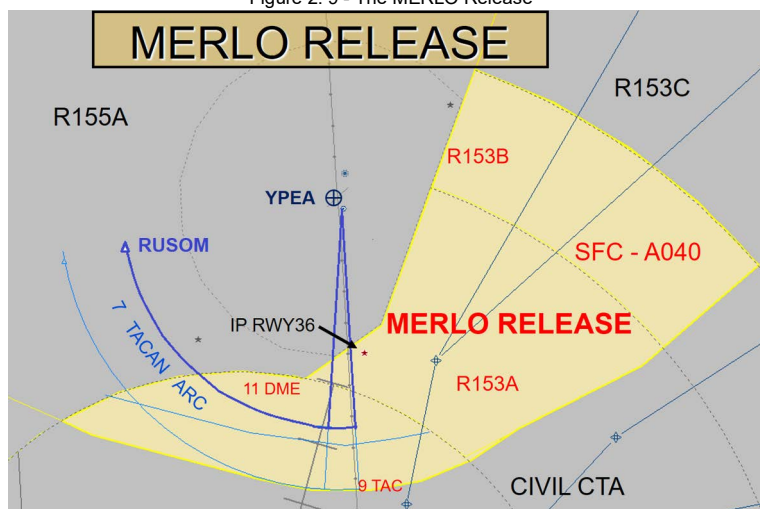 Figure 2: 9 - The MERLO Release
MERLO RELEASE
R155A
R153C
R153B
YPEA
RUSOM
SFC - A040
7 TACAN ARC
IP RWY36
MERLO RELEASE
11 DME
R153A
9 TAC
CIVIL CTA